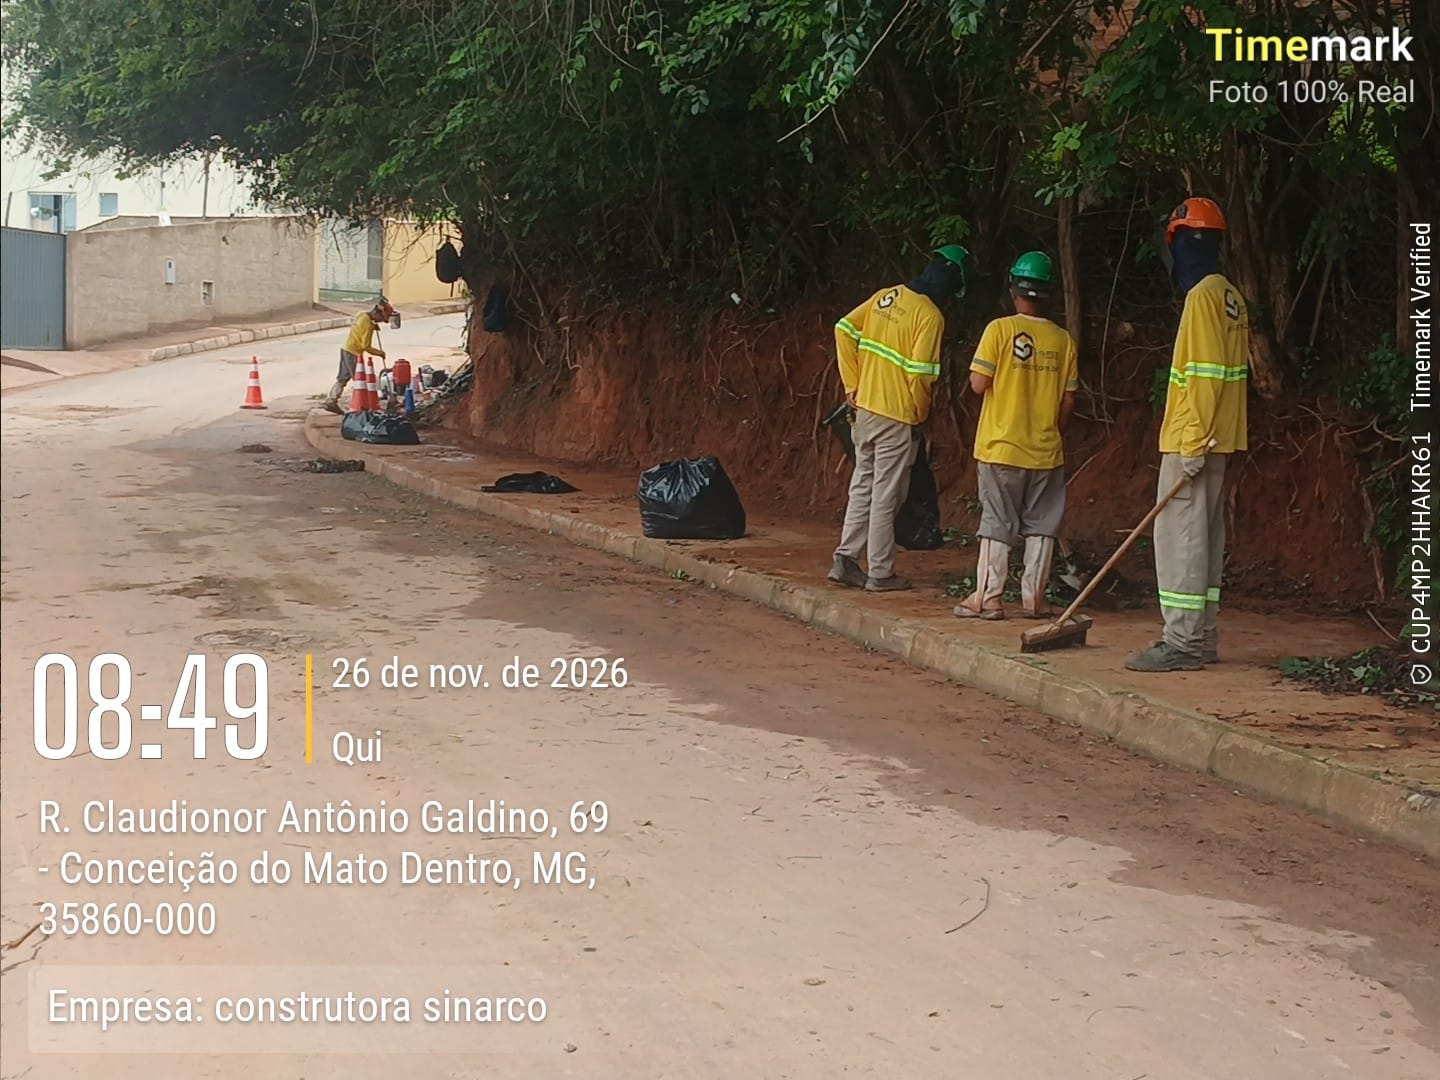 Timemark
Foto 100% Real
CUP4MP2HHAKR61 Timemark Verified
08:49
26 de nov. de 2026
Qui
R. Claudionor Antônio Galdino, 69
- Conceição do Mato Dentro, MG,
35860-000
Empresa: construtora sinarco